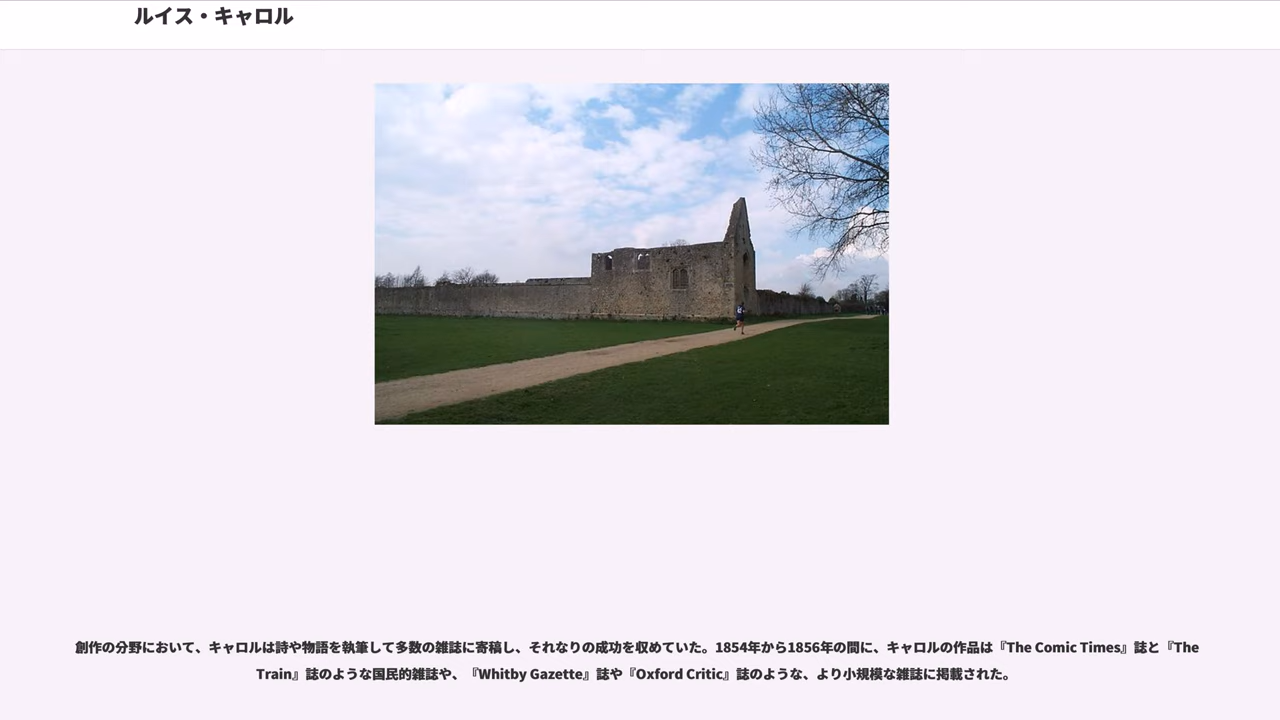 ルイス・キャロル
創作の分野において、キャロルは詩や物語を執筆して多数の雑誌に寄稿し、それなりの成功を収めていた。1854年から1856年の間に、キャロルの作品は『The Comic Times』誌と『The
Train』誌のような国民的雑誌や、『Whitby Gazette』誌や『Oxford Critic』誌のような、より小規模な雑誌に掲載された。